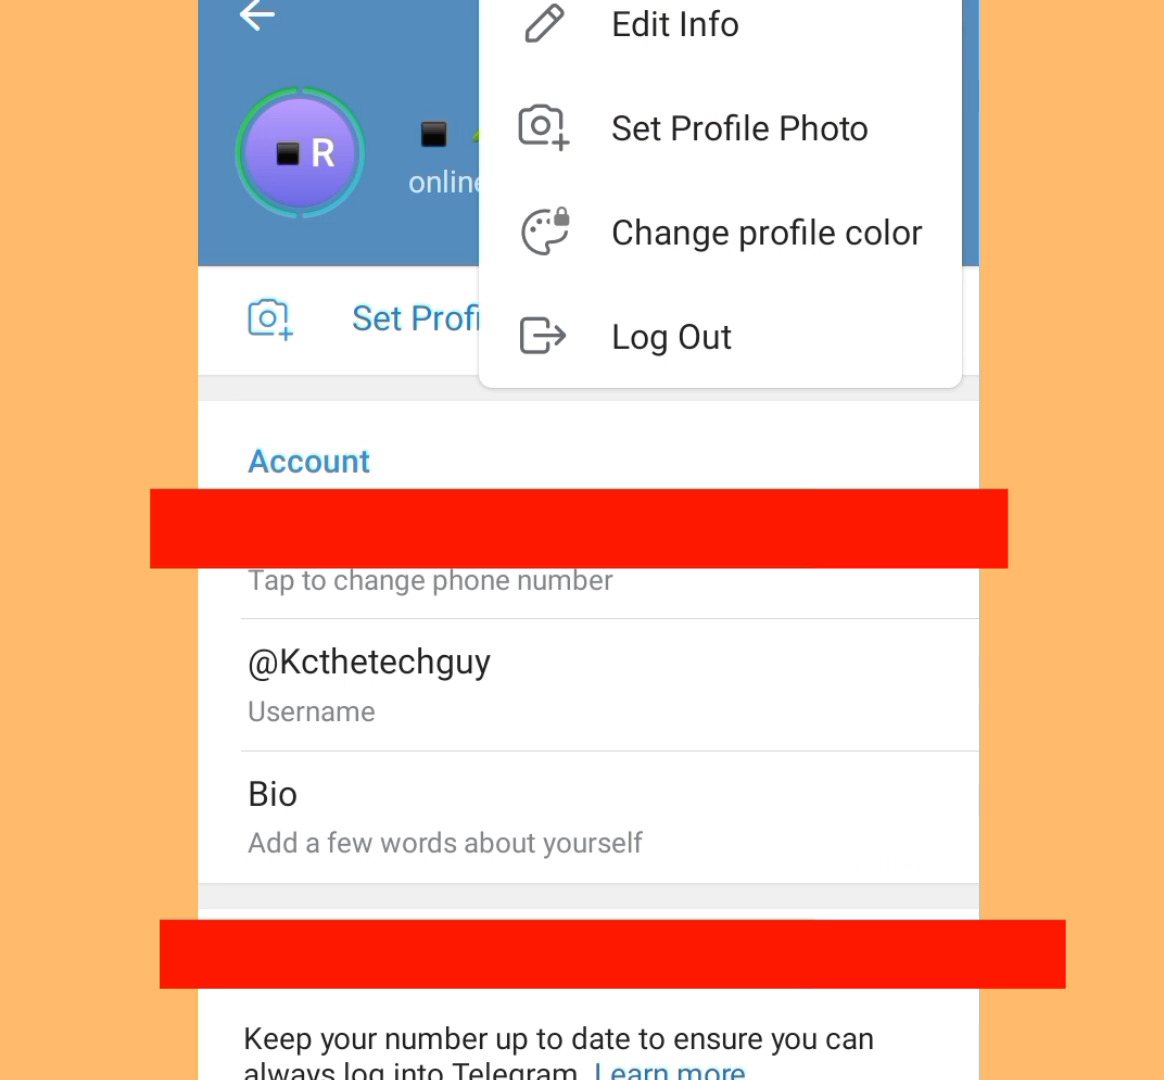 Edit Info
R
Set Profile Photo
online
Change profile color
Set Profi
Log Out
Account
Tap to change phone number
@Kcthetechguy
Username
Bio
Add a few words about yourself
Keep your number up to date to ensure you can
always log into Telegram. Learn more